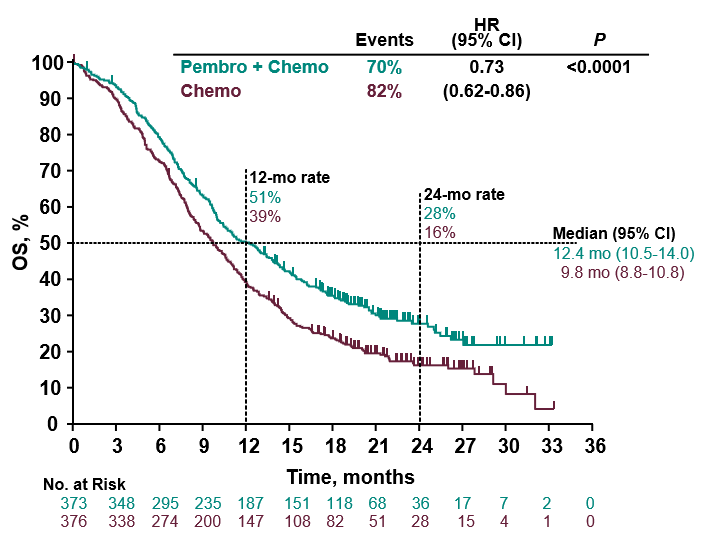 Events HR (95% CI) P
Pembro + Chemo 70% 0.73 <0.0001
Chemo 82% (0.62-0.86)
100
90
80
70
60
50
40
30
20
10
0
OS, %
12-mo rate
51%
39%
24-mo rate
28%
16%
Median (95% CI)
12.4 mo (10.5-14.0)
9.8 mo (8.8-10.8)
0 3 6 9 12 15 18 21 24 27 30 33 36
Time, months
No. at Risk
373 348 295 235 187 151 118 68 36 17 7 2 0
376 338 274 200 147 108 82 51 28 15 4 1 0